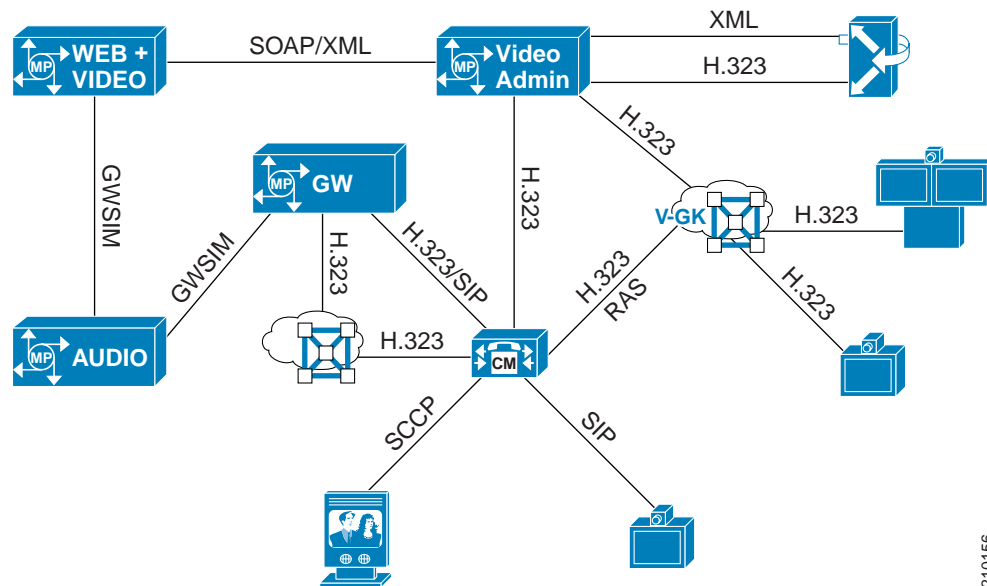 XML
SOAP/XML
MP
WEB +
VIDEO
MP
Video
Admin
H.323
H.323
GWSIM
H.323
MP
GW
V-GK
H.323
GWSIM
H.323
H.323/SIP
H.323
RAS
H.323
MP
AUDIO
H.323
CM
SCCP
SIP
210156